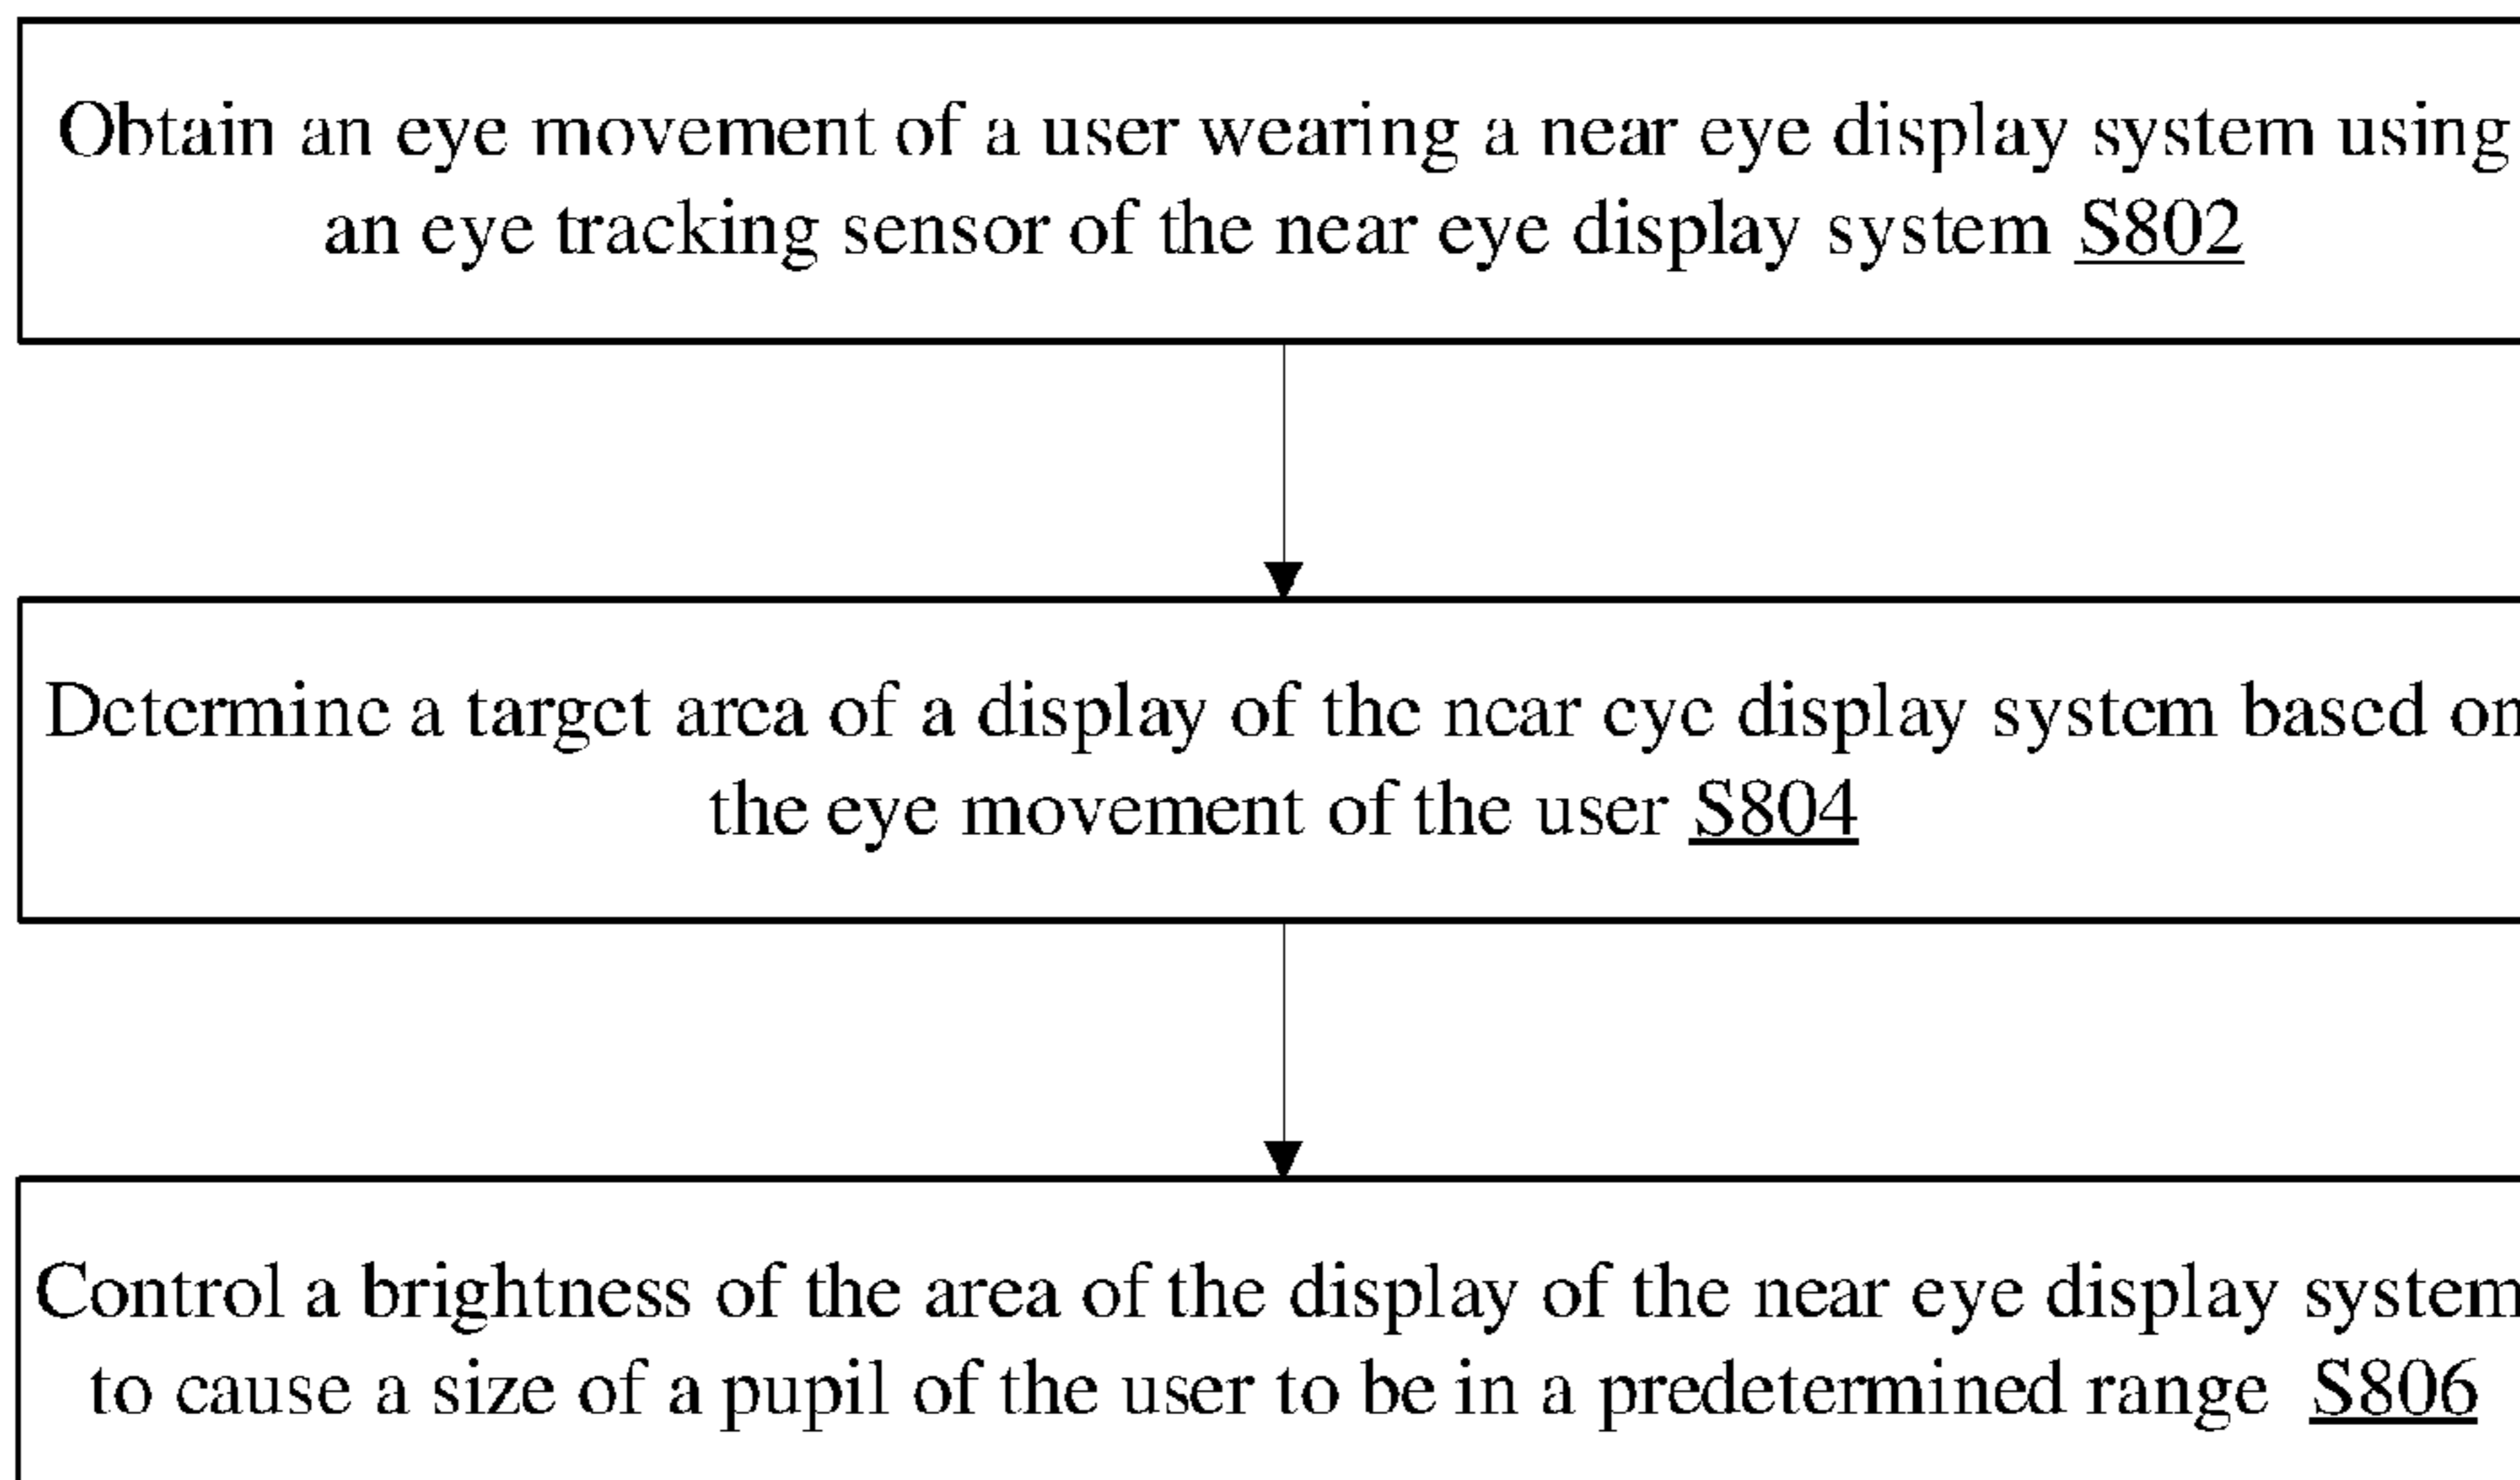 Obtain an eye movement of a user wearing a near eye display system using
an eye tracking sensor of the near eye display system S802
Determine a target area of a display of the near eye display system based on
the eye movement of the user S804
Control a brightness of the area of the display of the near eye display system
to cause a size of a pupil of the user to be in a predetermined range S806